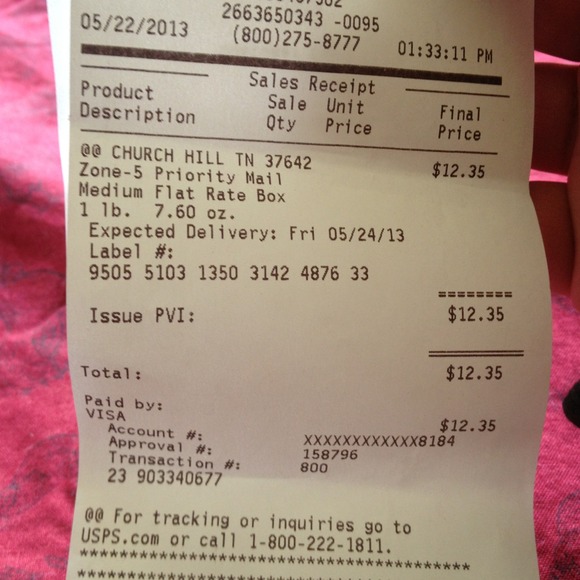 2663650343 -0095
05/22/2013 (800)275-8777 01:33:11 PM
Sales Receipt
Product Sale Unit Final
Description Qty Price Price
@@ CHURCH HILL TN 37642 $12.35
Zone-5 Priority Mail
Medium Flat Rate Box
1 lb. 7.60 oz.
Expected Delivery: Fri 05/24/13
Label #:
9505 5103 1350 3142 4876 33
========
Issue PVI: $12.35
Total: $12.35
Paid by:
VISA $12.35
Account #: XXXXXXXXXXXX8184
Approval #: 158796
Transaction #: 800
23 903340677
@@ For tracking or inquiries go to
USPS.com or call 1-800-222-1811.
****************************************